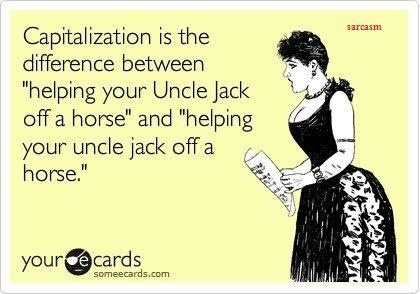 sarcasm
Capitalization is the
difference between
"helping your Uncle Jack
off a horse" and "helping
your uncle jack off a
horse."
your e cards
someecards.com